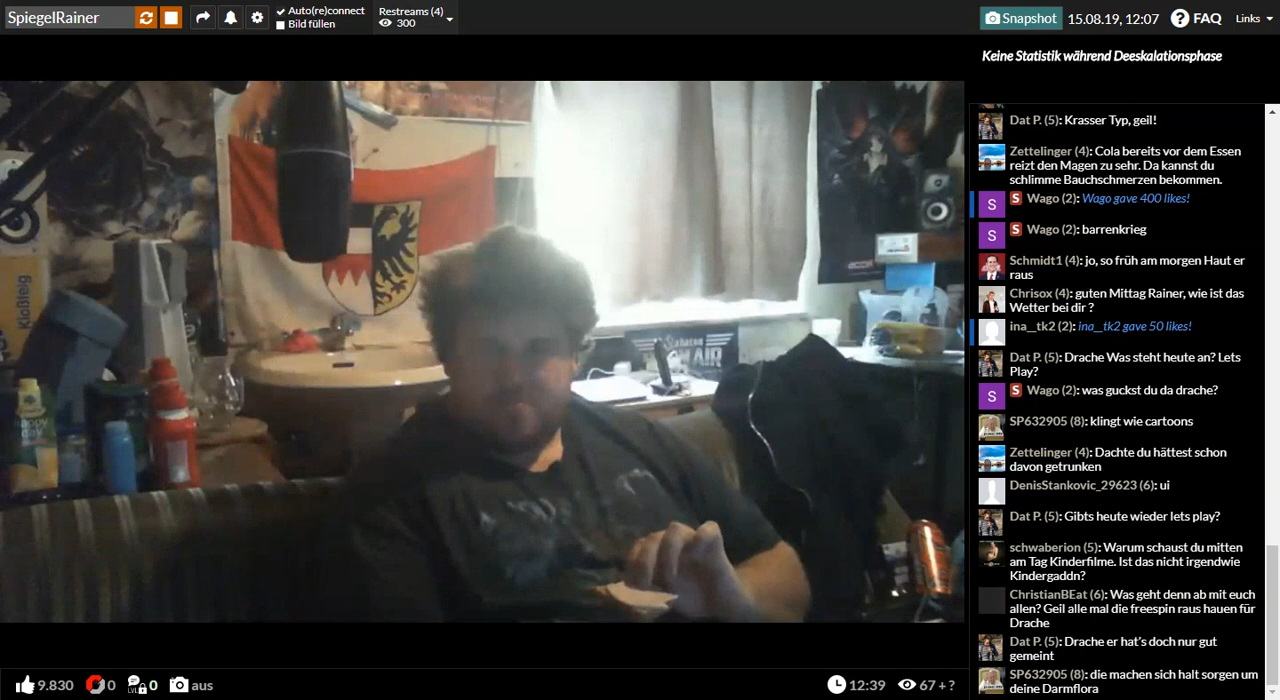 SpiegelRainer
Auto(re)connect
Bild füllen
Restreams (4)
300
Snapshot
15.08.19, 12:07
FAQ
Links
Keine Statistik während Deeskalationsphase
Dat P. (5): Krasser Typ, geil!
Zettelinger (4): Cola bereits vor dem Essen
reizt den Magen zu sehr. Da kannst du
schlimme Bauchschmerzen bekommen.
S
S Wago (2): Wago gave 400 likes!
S
S Wago (2): barrenkrieg
Schmidt1 (4): jo, so früh am morgen Haut er
raus
Chrisox (4): guten Mittag Rainer, wie ist das
Wetter bei dir ?
ina__tk2 (2): ina__tk2 gave 50 likes!
Dat P. (5): Drache Was steht heute an? Lets
Play?
S
S Wago (2): was guckst du da drache?
SP632905 (8): klingt wie cartoons
Zettelinger (4): Dachte du hättest schon
davon getrunken
DenisStankovic_29623 (6): ui
Dat P. (5): Gibts heute wieder lets play?
schwaberion (5): Warum schaust du mitten
am Tag Kinderfilme. Ist das nicht irgendwie
Kindergaddn?
ChristianBEat (6): Was geht denn ab mit euch
allen? Geil alle mal die freespin raus hauen für
Drache
Dat P. (5): Drache er hat's doch nur gut
gemeint
SP632905 (8): die machen sich halt sorgen um
deine Darmflora
Kloßteig
happy
day
AIR
9.830
0
LVL
0
aus
12:39
67 + ?